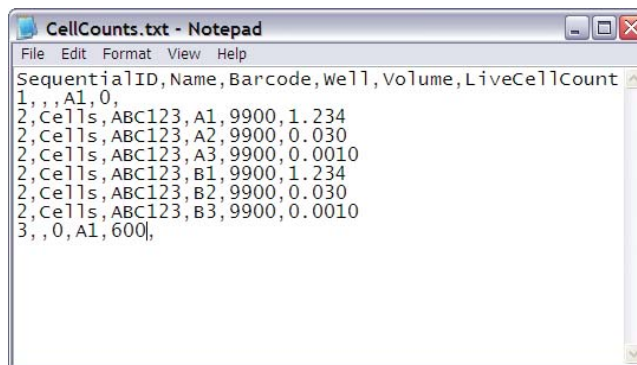 CellCounts.txt - Notepad
File Edit Format View Help
SequentialID,Name,Barcode,Well,Volume,LiveCellCount
1,,,A1,0,
2,Cells,ABC123,A1,9900,1.234
2,Cells,ABC123,A2,9900,0.030
2,Cells,ABC123,A3,9900,0.0010
2,Cells,ABC123,B1,9900,1.234
2,Cells,ABC123,B2,9900,0.030
2,Cells,ABC123,B3,9900,0.0010
3,,0,A1,600,